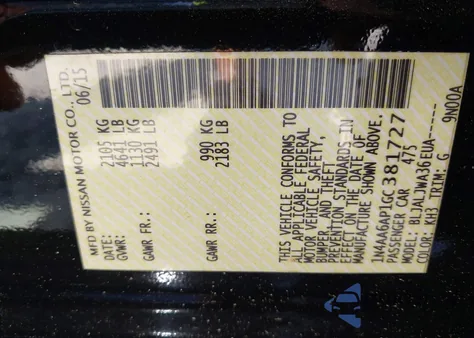 MFD BY NISSAN MOTOR CO., LTD.
DATE: 06/15
GVWR: 2105 KG
4641 LB
GAWR FR.: 1130 KG
2491 LB
GAWR RR.: 990 KG
2183 LB
THIS VEHICLE CONFORMS TO
ALL APPLICABLE FEDERAL
MOTOR VEHICLE SAFETY,
BUMPER, AND THEFT
PREVENTION STANDARDS IN
EFFECT ON THE DATE OF
MANUFACTURE SHOWN ABOVE.
1N4AA6AP1GC381727
PASSENGER CAR 475
MODEL: BLJALJWA36EUA------
COLOR: KH3 TRIM: G 9N00A